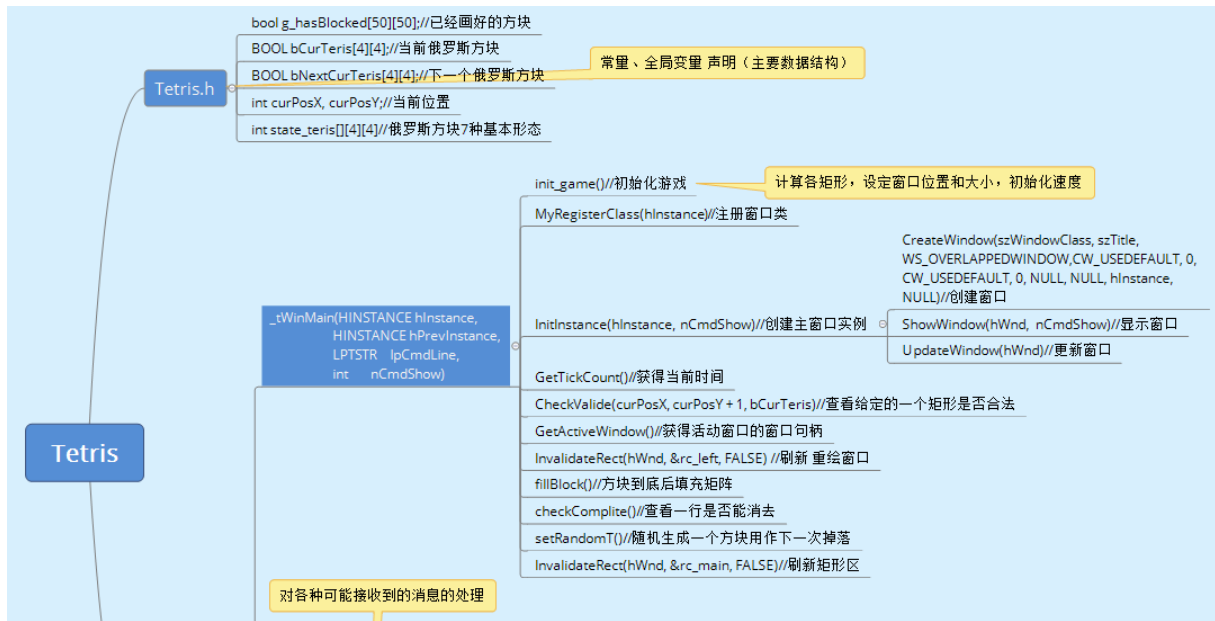 bool g_hasBlocked[50][50];//已经画好的方块
BOOL bCurTeris[4][4];//当前俄罗斯方块
BOOL bNextCurTeris[4][4];//下一个俄罗斯方块
int curPosX, curPosY;//当前位置
int state_teris[][4][4]//俄罗斯方块7种基本形态
Tetris.h
常量、全局变量 声明（主要数据结构）
init_game()//初始化游戏
计算各矩形，设定窗口位置和大小，初始化速度
MyRegisterClass(hInstance)//注册窗口类
CreateWindow(szWindowClass, szTitle,
WS_OVERLAPPEDWINDOW,CW_USEDEFAULT, 0,
CW_USEDEFAULT, 0, NULL, NULL, hInstance,
NULL)//创建窗口
InitInstance(hInstance, nCmdShow)//创建主窗口实例
ShowWindow(hWnd, nCmdShow)//显示窗口
UpdateWindow(hWnd)//更新窗口
_tWinMain(HINSTANCE hInstance,
HINSTANCE hPrevInstance,
LPTSTR lpCmdLine,
int nCmdShow)
GetTickCount()//获得当前时间
CheckValide(curPosX, curPosY + 1, bCurTeris)//查看给定的一个矩形是否合法
GetActiveWindow()//获得活动窗口的窗口句柄
InvalidateRect(hWnd, &rc_left, FALSE) //刷新 重绘窗口
fillBlock()//方块到底后填充矩阵
checkComplite()//查看一行是否能消去
setRandomT()//随机生成一个方块用作下一次掉落
InvalidateRect(hWnd, &rc_main, FALSE)//刷新矩形区
Tetris
对各种可能接收到的消息的处理